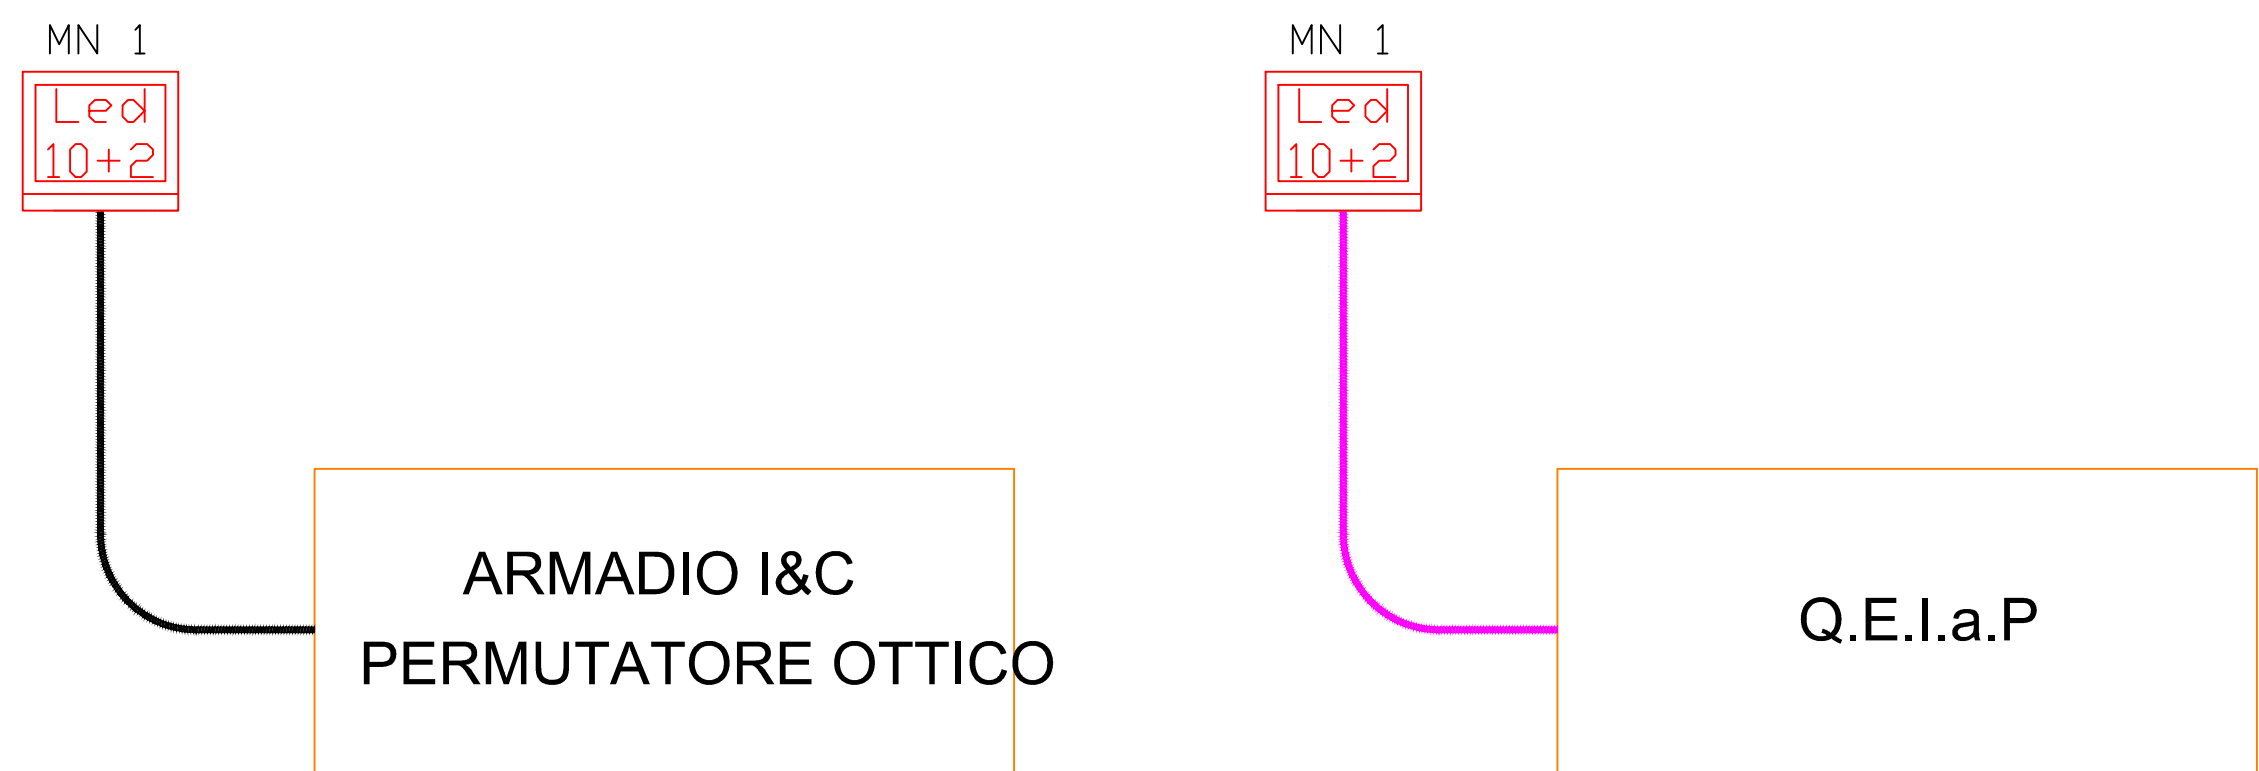 MN 1
Led
10+2
ARMADIO I&C
PERMUTATORE OTTICO
MN 1
Led
10+2
Q.E.I.a.P